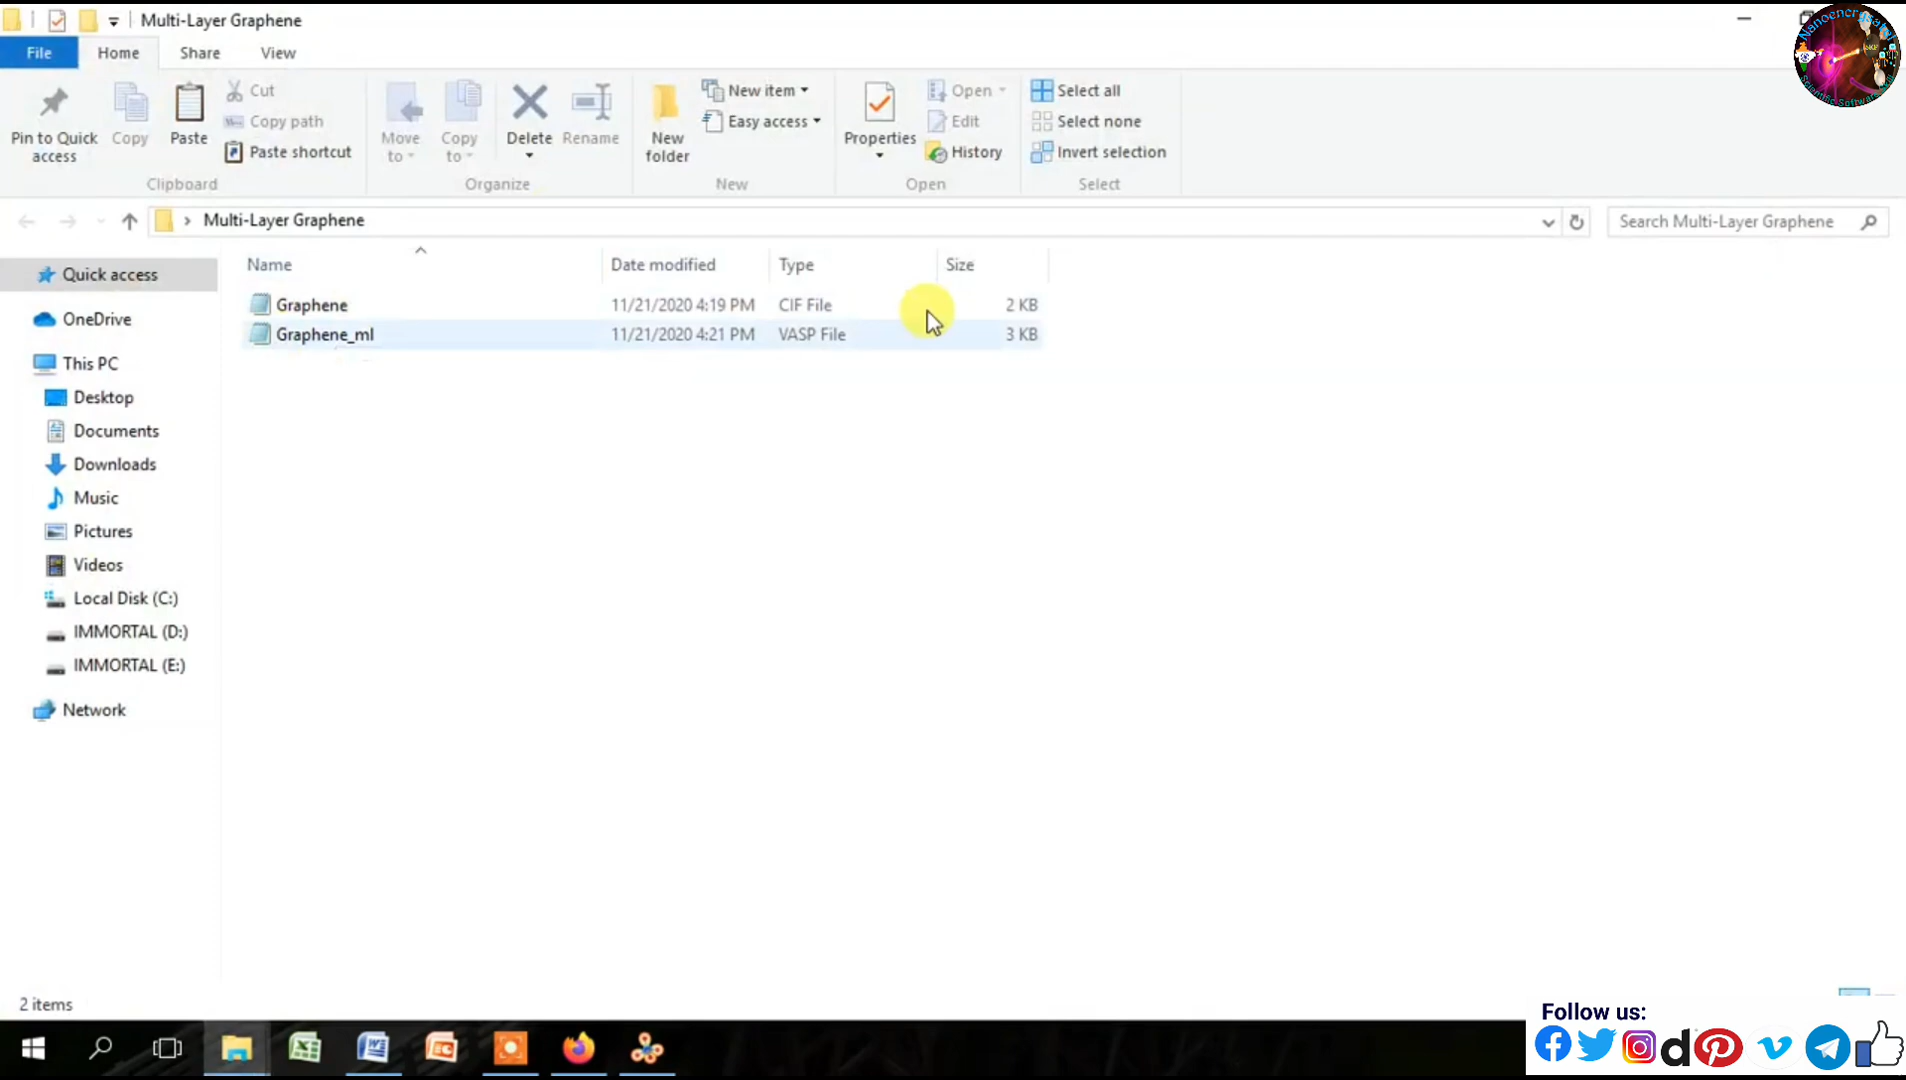 Multi-Layer Graphene
File Home Share View
Pin to Quick access
Copy
Paste
Cut
Copy path
Paste shortcut
Clipboard
Move to
Copy to
Delete
Rename
Organize
New folder
New item
Easy access
New
Properties
Open
Edit
History
Open
Select all
Select none
Invert selection
Select
Multi-Layer Graphene
Search Multi-Layer Graphene
Name Date modified Type Size
Graphene 11/21/2020 4:19 PM CIF File 2 KB
Graphene_ml 11/21/2020 4:21 PM VASP File 3 KB
Quick access
OneDrive
This PC
Desktop
Documents
Downloads
Music
Pictures
Videos
Local Disk (C:)
IMMORTAL (D:)
IMMORTAL (E:)
Network
2 items
Follow us: